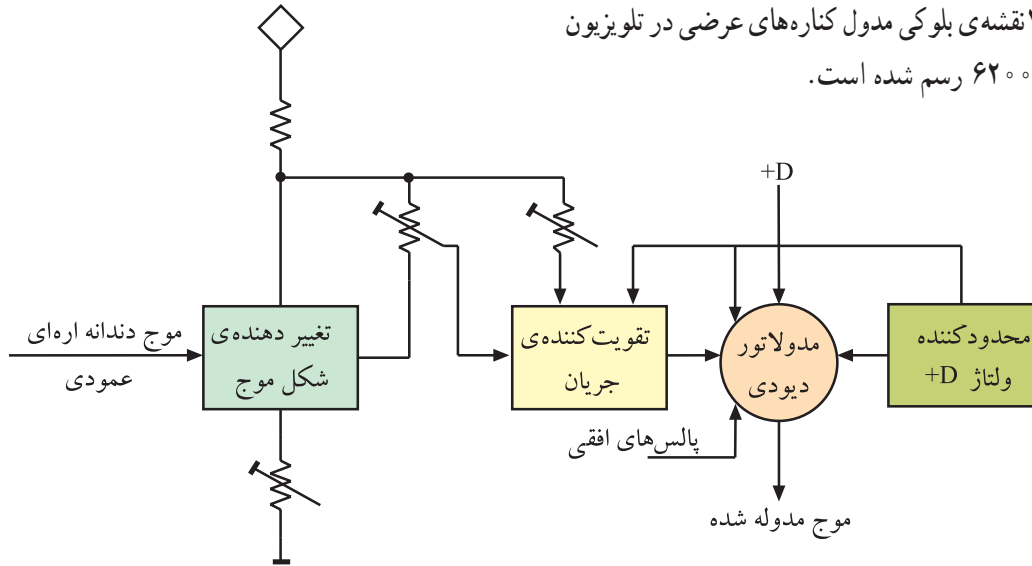 نقشه‌ی بلوکی مدول کناره‌های عرضی در تلویزیون
۶۲۰۰ رسم شده است.
+D
موج دندانه اره‌ای
عمودی
تغییر دهنده‌ی
شکل موج
تقویت‌کننده‌ی
جریان
مدولاتور
دیودی
محدودکننده
ولتاژ +D
پالس‌های افقی
موج مدوله شده